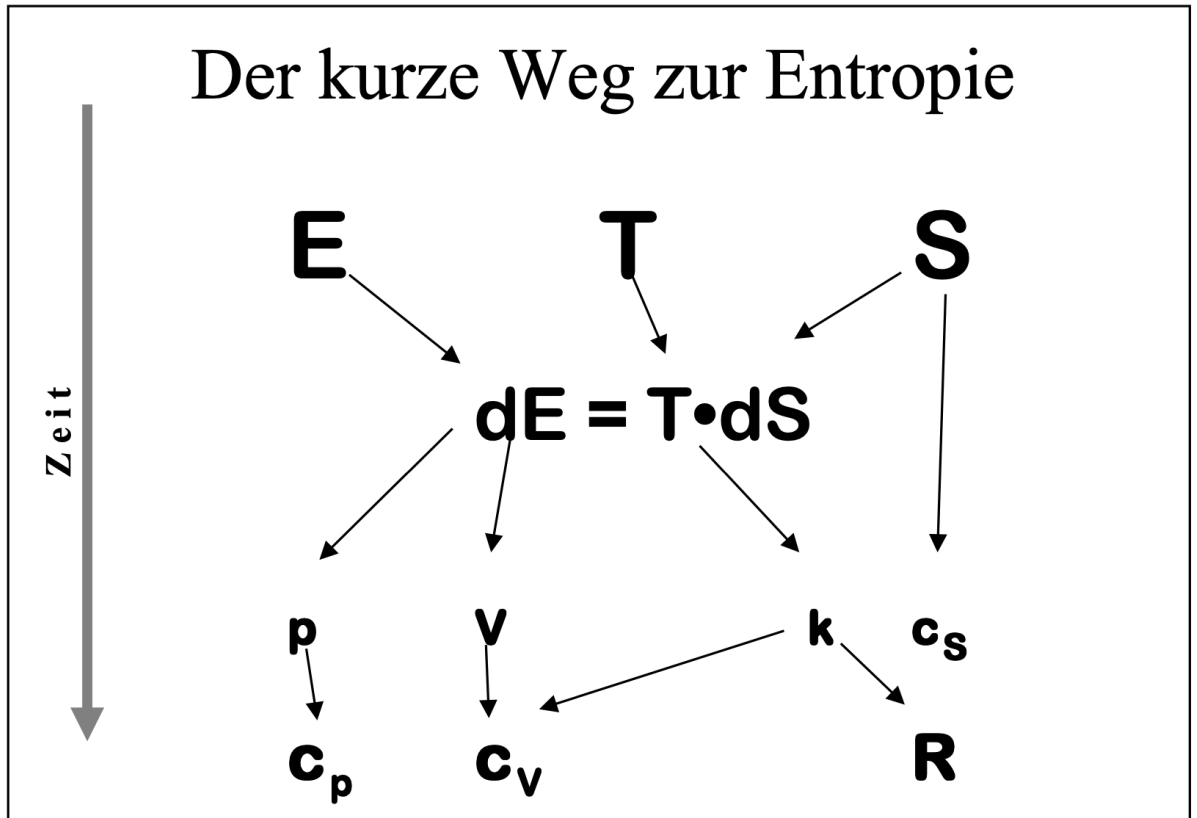 Der kurze Weg zur Entropie
E T S
Zeit
dE = T•dS
p V k cS
cp cV R